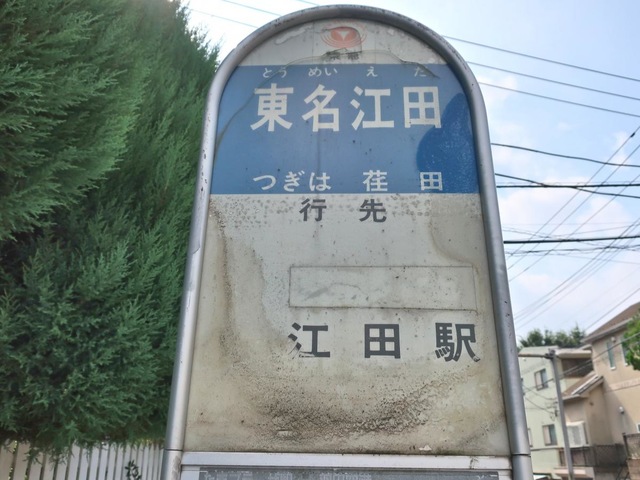 とうめいえだ
東名江田
つぎは 荏田
行先
江田駅